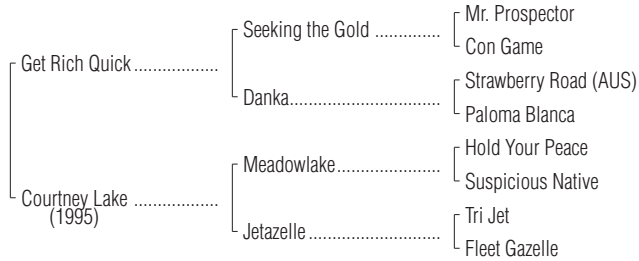 Mr. Prospector
Seeking the Gold ..............
Con Game
Get Rich Quick ..................
Strawberry Road (AUS)
Danka................................
Paloma Blanca
Hold Your Peace
Meadowlake......................
Suspicious Native
Courtney Lake ..................
(1995)
Tri Jet
Jetazelle ............................
Fleet Gazelle